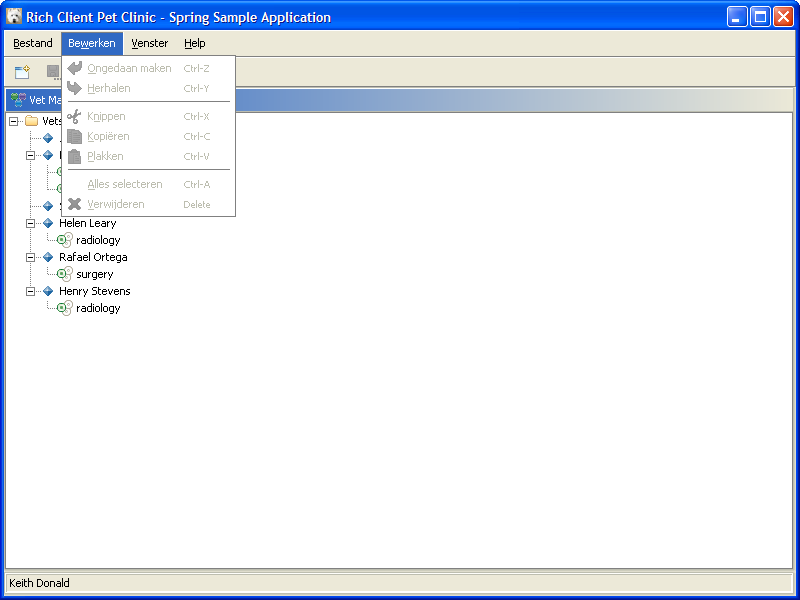 Rich Client Pet Clinic - Spring Sample Application
Bestand Bewerken Venster Help
Ongedaan maken Ctrl-Z
Herhalen Ctrl-Y
Vet Ma
Knippen Ctrl-X
Vets
Kopiëren Ctrl-C
Plakken Ctrl-V
Alles selecteren Ctrl-A
Verwijderen Delete
Helen Leary
radiology
Rafael Ortega
surgery
Henry Stevens
radiology
Keith Donald